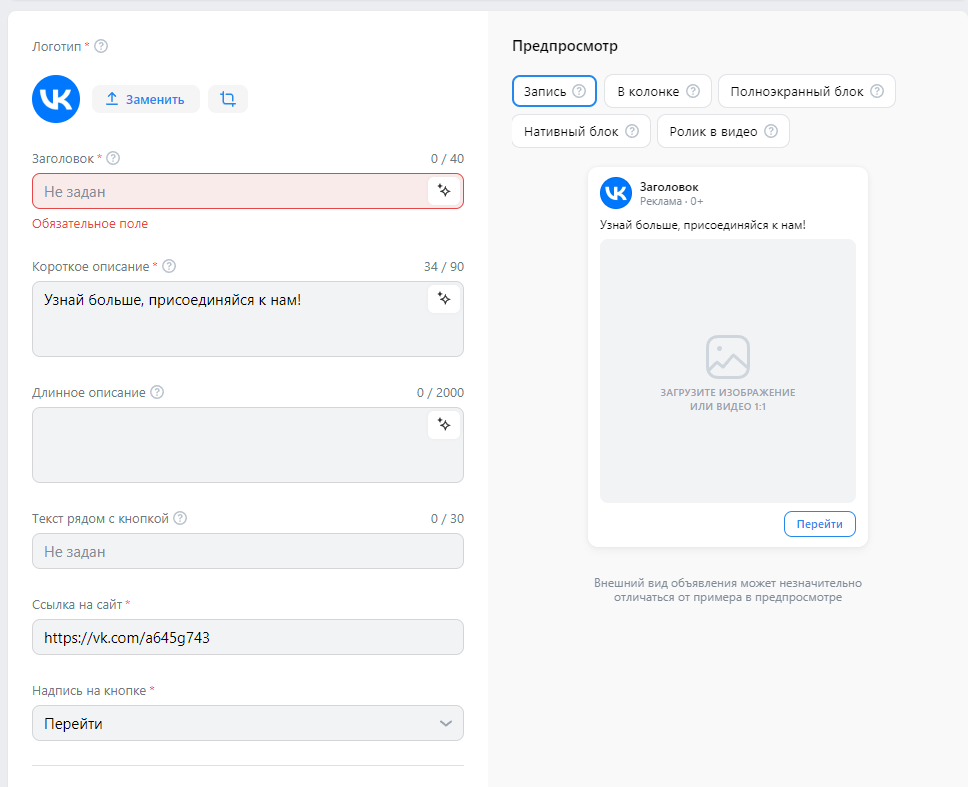 Логотип *
Заменить
Заголовок *
0 / 40
Не задан
Обязательное поле
Короткое описание *
34 / 90
Узнай больше, присоединяйся к нам!
Длинное описание
0 / 2000
Текст рядом с кнопкой
0 / 30
Не задан
Ссылка на сайт *
https://vk.com/a645g743
Надпись на кнопке *
Перейти
Предпросмотр
Запись
В колонке
Полноэкранный блок
Нативный блок
Ролик в видео
Заголовок
Реклама · 0+
Узнай больше, присоединяйся к нам!
ЗАГРУЗИТЕ ИЗОБРАЖЕНИЕ
ИЛИ ВИДЕО 1:1
Перейти
Внешний вид объявления может незначительно
отличаться от примера в предпросмотре